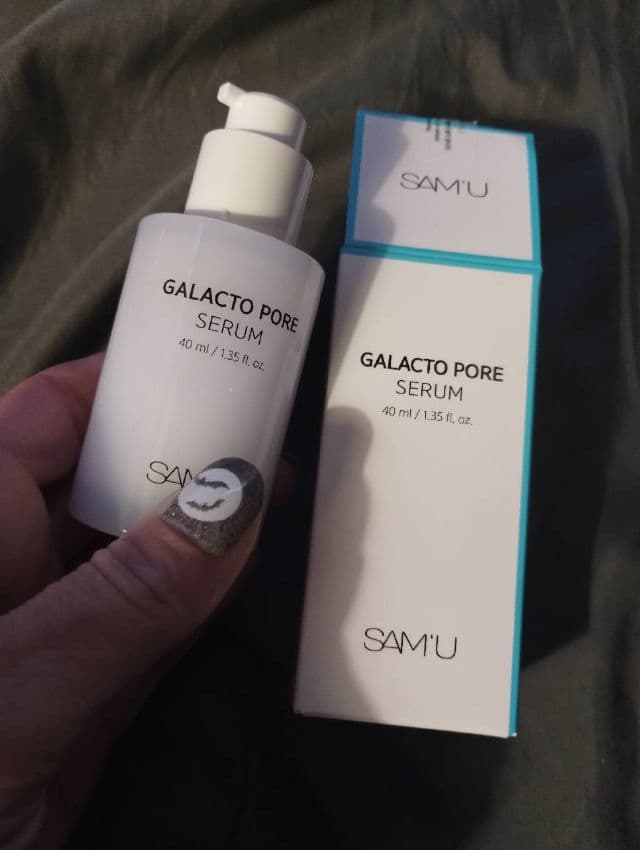 GALACTO PORE
SERUM
40 ml / 1.35 fl. oz.
SAM
SAM'U
GALACTO PORE
SERUM
40 ml / 1.35 fl. oz.
SAM'U